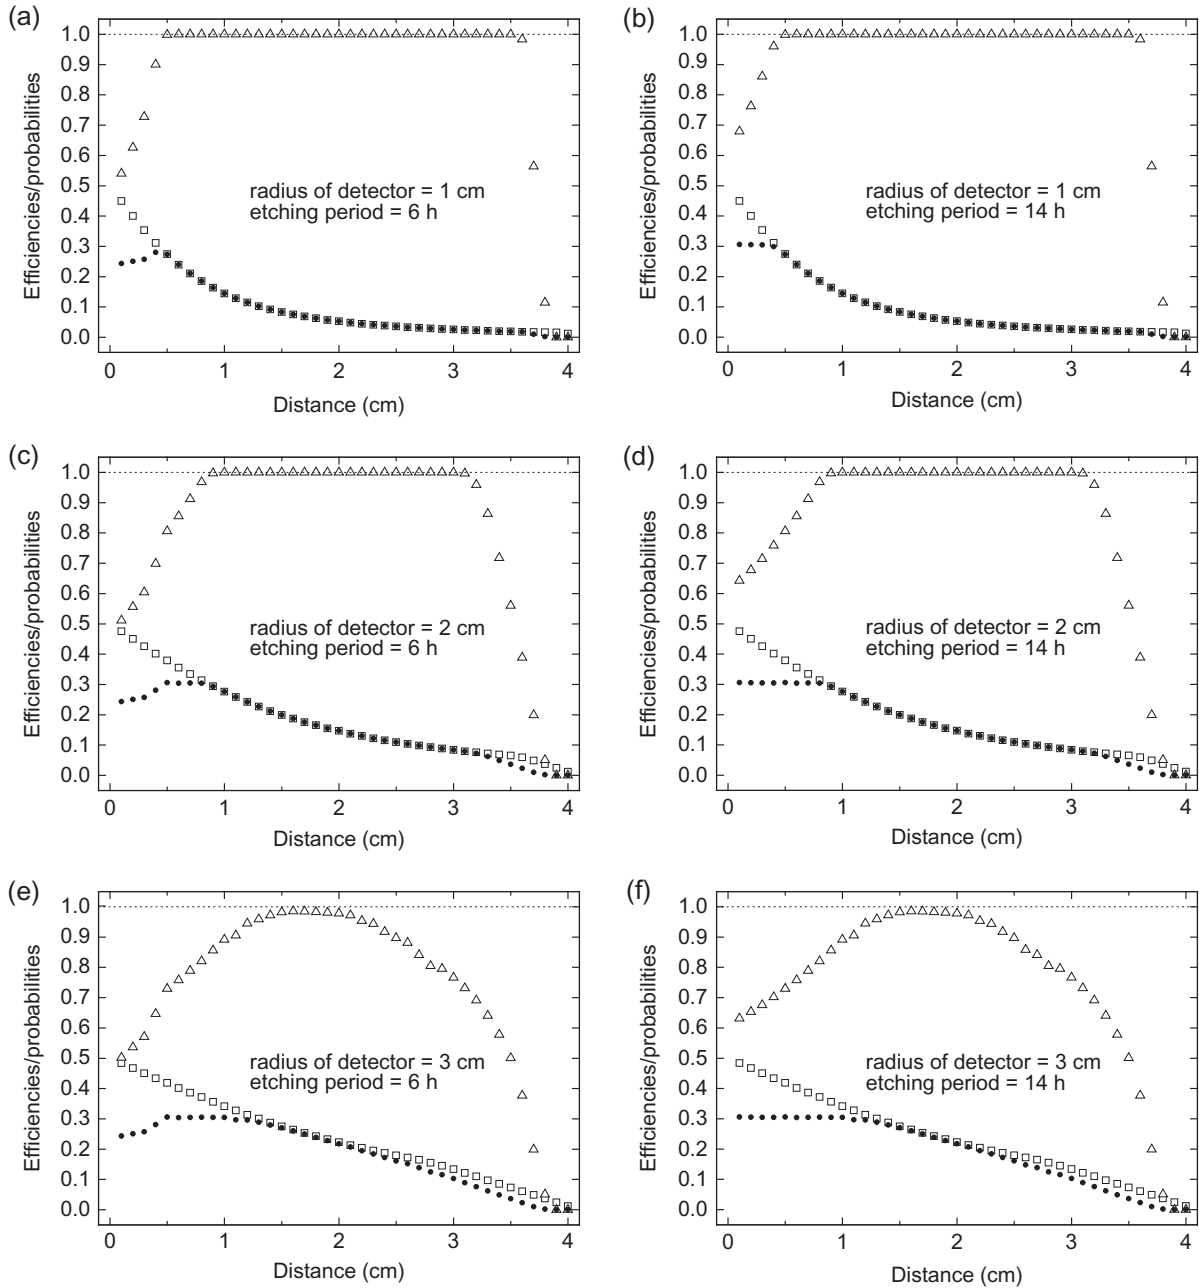 (a)
1.0
0.9
0.8
0.7
0.6
0.5
0.4
0.3
0.2
0.1
0.0
Efficiencies/probabilities
radius of detector = 1 cm
etching period = 6 h
0 1 2 3 4
Distance (cm)
(b)
1.0
0.9
0.8
0.7
0.6
0.5
0.4
0.3
0.2
0.1
0.0
Efficiencies/probabilities
radius of detector = 1 cm
etching period = 14 h
0 1 2 3 4
Distance (cm)
(c)
1.0
0.9
0.8
0.7
0.6
0.5
0.4
0.3
0.2
0.1
0.0
Efficiencies/probabilities
radius of detector = 2 cm
etching period = 6 h
0 1 2 3 4
Distance (cm)
(d)
1.0
0.9
0.8
0.7
0.6
0.5
0.4
0.3
0.2
0.1
0.0
Efficiencies/probabilities
radius of detector = 2 cm
etching period = 14 h
0 1 2 3 4
Distance (cm)
(e)
1.0
0.9
0.8
0.7
0.6
0.5
0.4
0.3
0.2
0.1
0.0
Efficiencies/probabilities
radius of detector = 3 cm
etching period = 6 h
0 1 2 3 4
Distance (cm)
(f)
1.0
0.9
0.8
0.7
0.6
0.5
0.4
0.3
0.2
0.1
0.0
Efficiencies/probabilities
radius of detector = 3 cm
etching period = 14 h
0 1 2 3 4
Distance (cm)